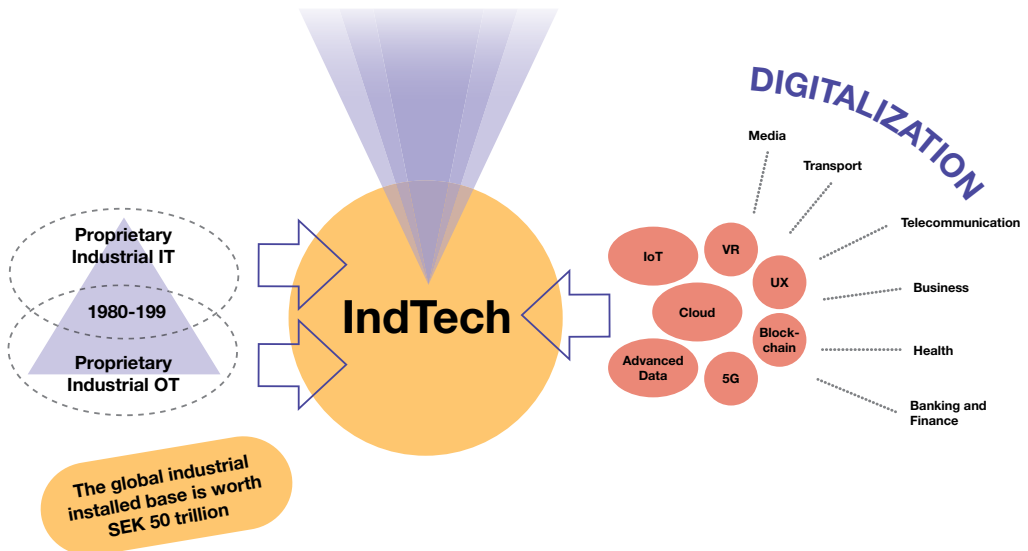 DIGITALIZATION
Media
Transport
Telecommunication
Business
Health
Banking and
Finance
Proprietary
Industrial IT
1980-199
Proprietary
Industrial OT
IndTech
IoT
VR
UX
Cloud
Block-
chain
Advanced
Data
5G
The global industrial
installed base is worth
SEK 50 trillion